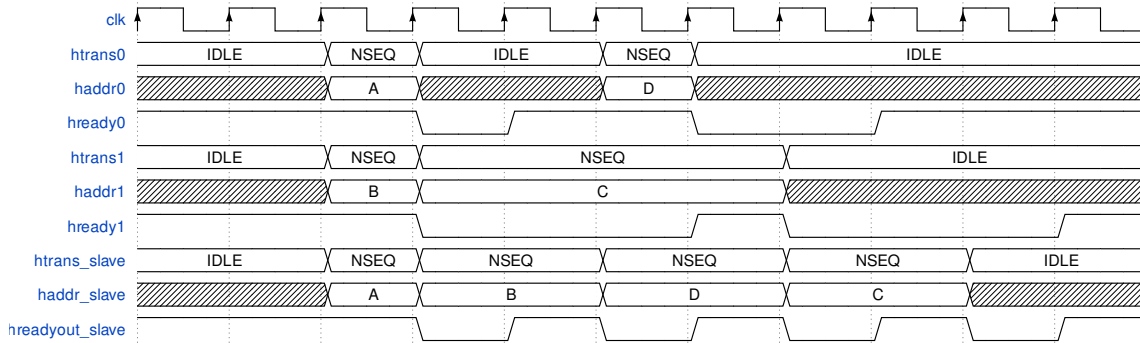 clk
htrans0 IDLE NSEQ IDLE NSEQ IDLE
haddr0 A D
hready0
htrans1 IDLE NSEQ NSEQ IDLE
haddr1 B C
hready1
htrans_slave IDLE NSEQ NSEQ NSEQ NSEQ IDLE
haddr_slave A B D C
hreadyout_slave